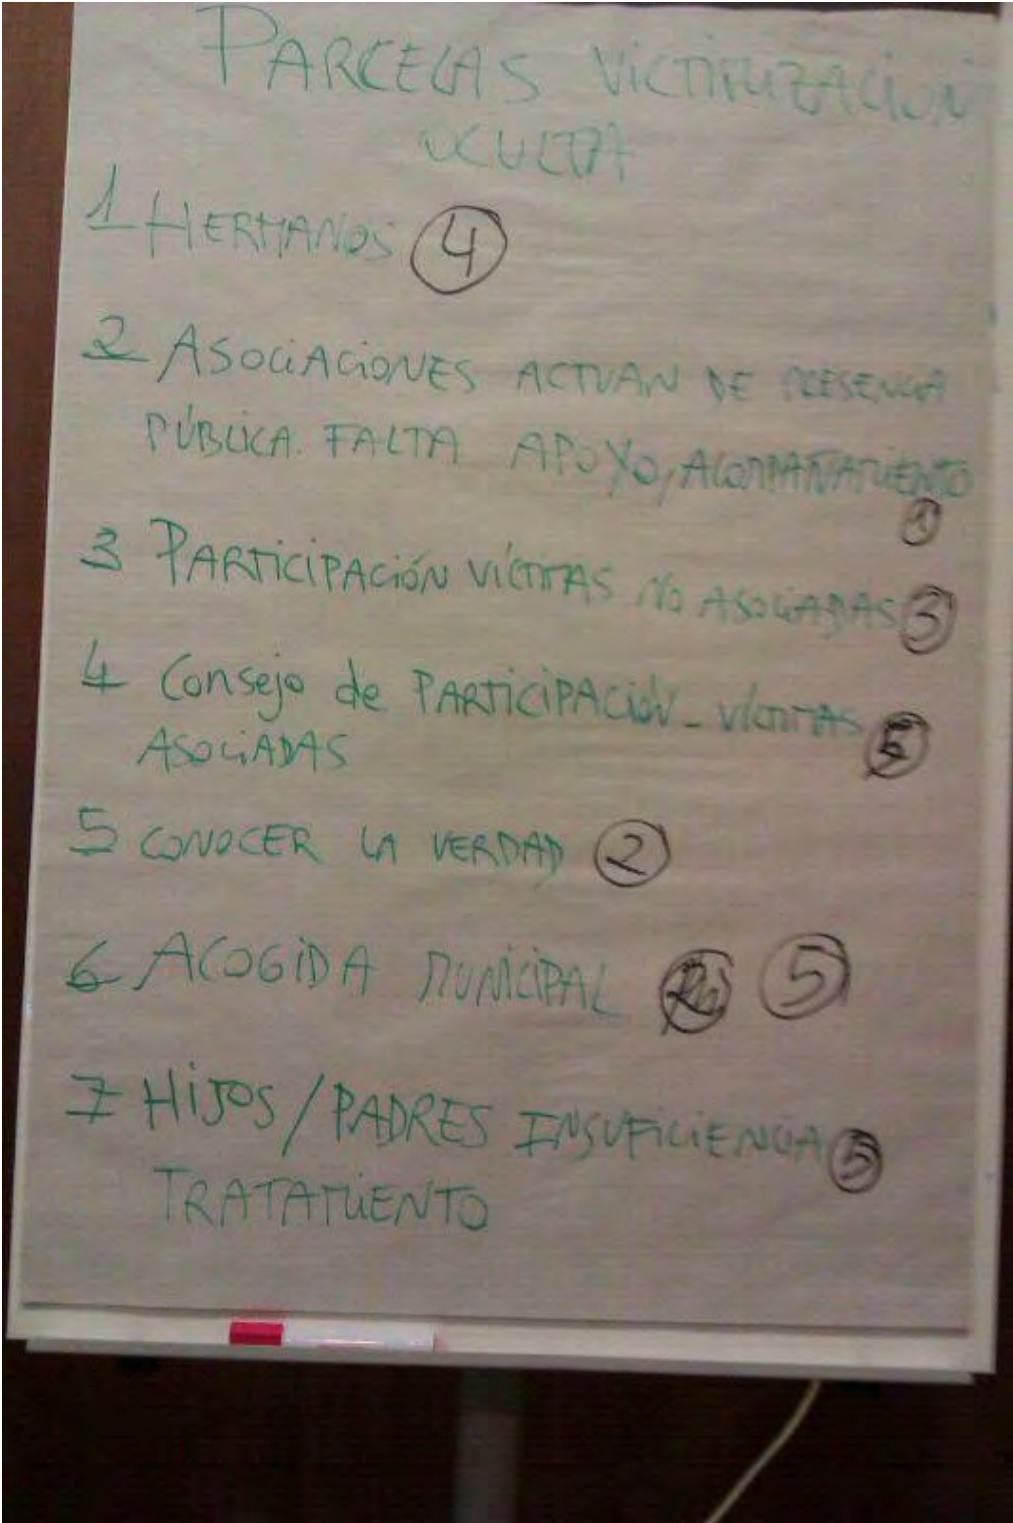 PARCELAS VICTIMIZACIÓN
OCULTA
1 HERMANOS 4
2 ASOCIACIONES ACTUAN DE PRESENCIA
PÚBLICA. FALTA APOYO, ACOMPAÑAMIENTO
1
3 PARTICIPACIÓN VÍCTIMAS NO ASOCIADAS 3
4 Consejo de PARTICIPACIÓN - VÍCTIMAS
ASOCIADAS
5 CONOCER LA VERDAD 2
6 ACOGIDA MUNICIPAL 5
7 HIJOS / PADRES INSUFICIENCIA 5
TRATAMIENTO